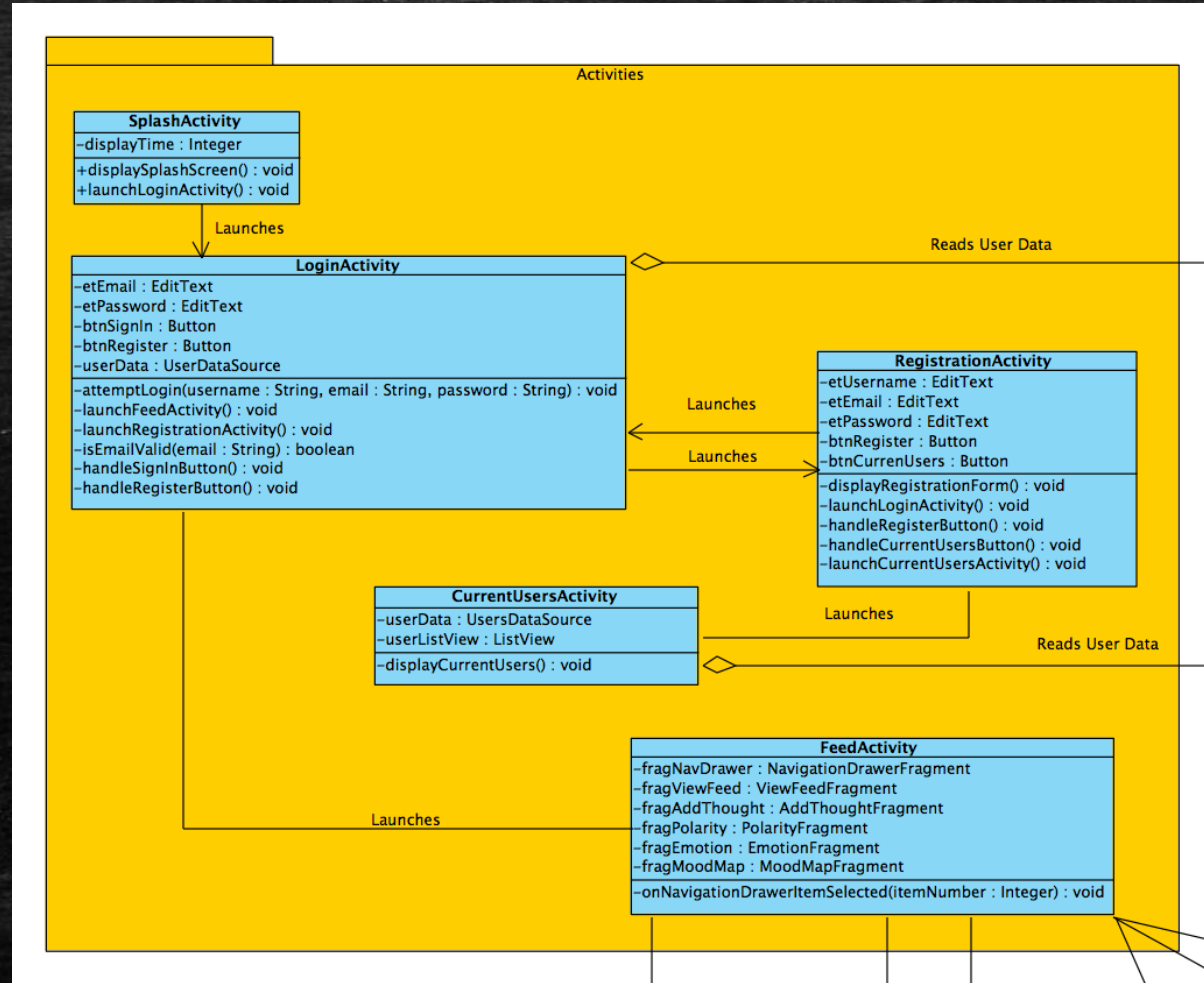 Activities
SplashActivity
-displayTime : Integer
+displaySplashScreen() : void
+launchLoginActivity() : void
Launches
Reads User Data
LoginActivity
-etEmail : EditText
-etPassword : EditText
-btnSignIn : Button
-btnRegister : Button
-userData : UserDataSource
-attemptLogin(username : String, email : String, password : String) : void
-launchFeedActivity() : void
-launchRegistrationActivity() : void
-isEmailValid(email : String) : boolean
-handleSignInButton() : void
-handleRegisterButton() : void
Launches
Launches
RegistrationActivity
-etUsername : EditText
-etEmail : EditText
-etPassword : EditText
-btnRegister : Button
-btnCurrenUsers : Button
-displayRegistrationForm() : void
-launchLoginActivity() : void
-handleRegisterButton() : void
-handleCurrentUsersButton() : void
-launchCurrentUsersActivity() : void
Launches
Reads User Data
CurrentUsersActivity
-userData : UsersDataSource
-userListView : ListView
-displayCurrentUsers() : void
Launches
FeedActivity
-fragNavDrawer : NavigationDrawerFragment
-fragViewFeed : ViewFeedFragment
-fragAddThought : AddThoughtFragment
-fragPolarity : PolarityFragment
-fragEmotion : EmotionFragment
-fragMoodMap : MoodMapFragment
-onNavigationDrawerItemSelected(itemNumber : Integer) : void